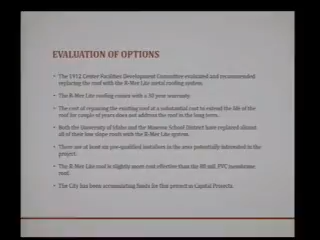 EVALUATION OF OPTIONS
• The 1912 Center Facilities Development Committee evaluated and recommended
replacing the roof with the R-Mer Lite metal roofing system.
• The R-Mer Lite roofing comes with a 30 year warranty.
• The cost of repairing the existing roof at a substantial cost to extend the life of the
roof for couple of years does not address the roof in the long term.
• Both the University of Idaho and the Moscow School District have replaced almost
all of their low slope roofs with the R-Mer Lite system.
• There are at least six pre-qualified installers in the area potentially interested in the
project.
• The R-Mer Lite roof is slightly more cost effective than the 80 mil. PVC membrane
roof.
• The City has been accumulating funds for this project in Capital Projects.